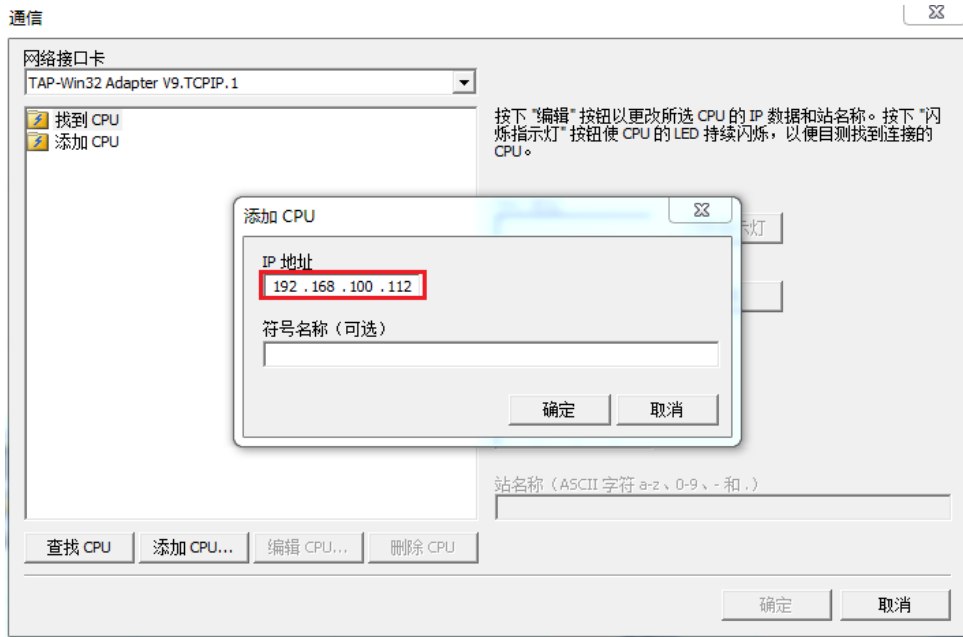 通信
网络接口卡
TAP-Win32 Adapter V9.TCPIP.1
找到 CPU
添加 CPU
按下 "编辑" 按钮以更改所选 CPU 的 IP 数据和站名称。按下 "闪
烁指示灯" 按钮使 CPU 的 LED 持续闪烁，以便目测找到连接的
CPU。
示灯
添加 CPU
IP 地址
192 . 168 . 100 . 112
符号名称（可选）
确定
取消
站名称（ASCII 字符 a-z、0-9、- 和 .）
查找 CPU
添加 CPU...
编辑 CPU...
删除 CPU
确定
取消